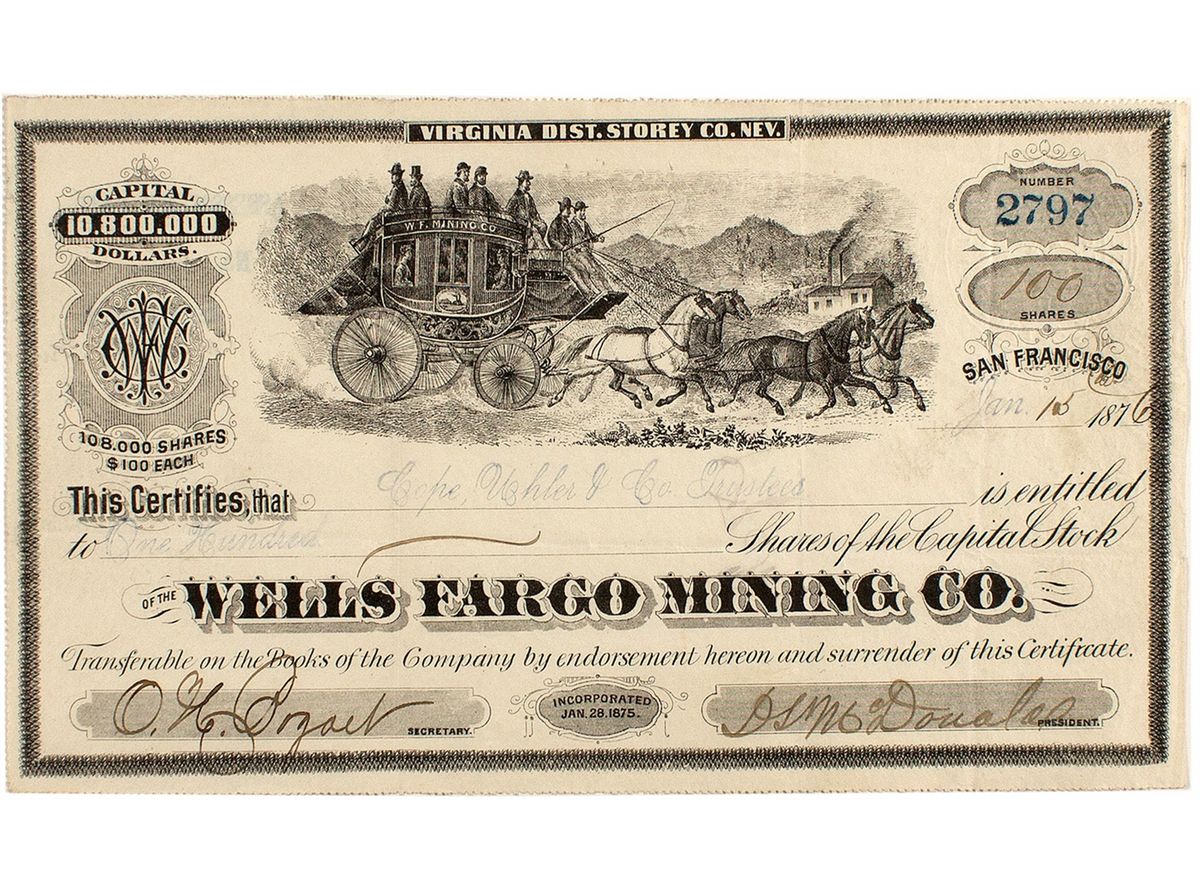 VIRGINIA DIST. STOREY CO. NEV.
CAPITAL
10.800.000
DOLLARS.
WFMC
108.000 SHARES
$100 EACH
W. F. MINING CO
NUMBER
2797
100
SHARES
SAN FRANCISCO
Jan. 15 1876
This Certifies, that Cope, Uhler & Co. Trustees is entitled
to One Hundred Shares of the Capital Stock
OF THE WELLS FARGO MINING CO.
Transferable on the Books of the Company by endorsement hereon and surrender of this Certificate.
O. H. SECRETARY.
INCORPORATED
JAN. 28. 1875.
D L McDonald PRESIDENT.